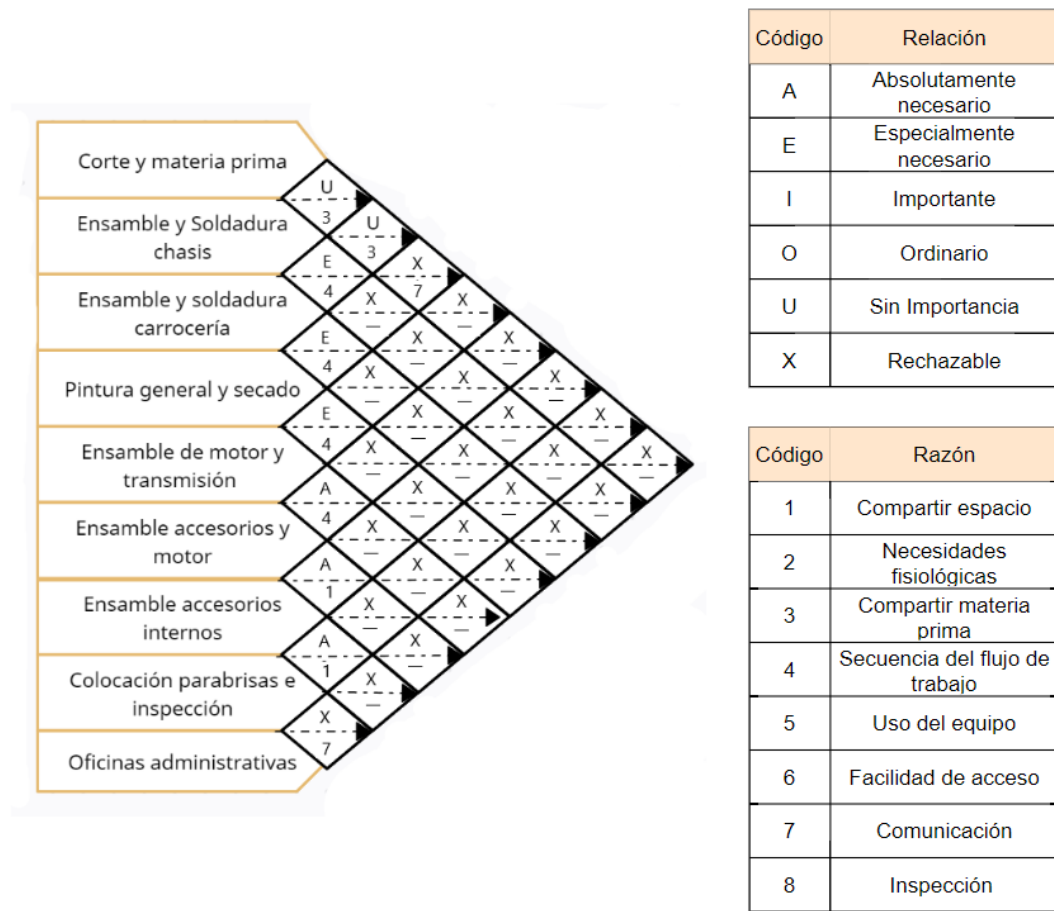 Corte y materia prima
Ensamble y Soldadura
chasis
Ensamble y soldadura
carrocería
Pintura general y secado
Ensamble de motor y
transmisión
Ensamble accesorios y
motor
Ensamble accesorios
internos
Colocación parabrisas e
inspección
Oficinas administrativas
U
3
E
4
E
4
E
4
A
4
A
1
A
1
X
7
U
3
X
—
X
—
X
—
X
—
X
—
X
—
X
7
X
—
X
—
X
—
X
—
X
—
X
—
X
—
X
—
X
—
X
—
X
—
X
—
X
—
X
—
X
—
X
—
X
—
X
—
X
—
X
—
Código Relación
A Absolutamente
necesario
E Especialmente
necesario
I Importante
O Ordinario
U Sin Importancia
X Rechazable
Código Razón
1 Compartir espacio
2 Necesidades
fisiológicas
3 Compartir materia
prima
4 Secuencia del flujo de
trabajo
5 Uso del equipo
6 Facilidad de acceso
7 Comunicación
8 Inspección